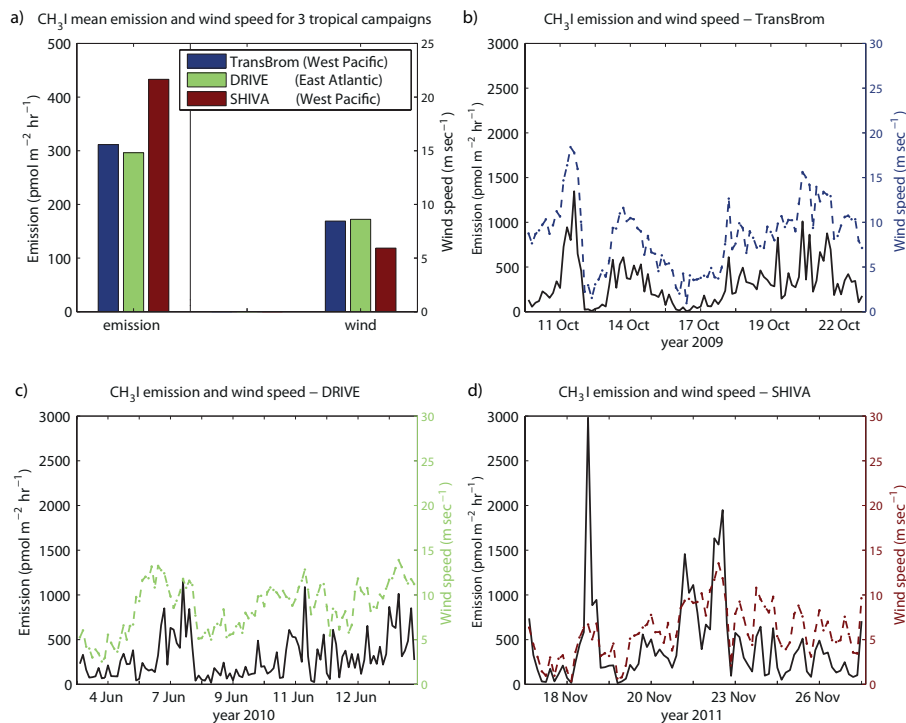 a) CH₃I mean emission and wind speed for 3 tropical campaigns
500
400
300
200
100
0
Emission (pmol m⁻² hr⁻¹)
TransBrom (West Pacific)
DRIVE (East Atlantic)
SHIVA (West Pacific)
25
20
15
10
5
0
Wind speed (m sec⁻¹)
emission wind
b) CH₃I emission and wind speed – TransBrom
3000
2500
2000
1500
1000
500
0
Emission (pmol m⁻² hr⁻¹)
30
25
20
15
10
5
0
Wind speed (m sec⁻¹)
11 Oct 14 Oct 17 Oct 19 Oct 22 Oct
year 2009
c) CH₃I emission and wind speed – DRIVE
3000
2500
2000
1500
1000
500
0
Emission (pmol m⁻² hr⁻¹)
30
25
20
15
10
5
0
Wind speed (m sec⁻¹)
4 Jun 7 Jun 9 Jun 11 Jun 12 Jun
year 2010
d) CH₃I emission and wind speed – SHIVA
3000
2500
2000
1500
1000
500
0
Emission (pmol m⁻² hr⁻¹)
30
25
20
15
10
5
0
Wind speed (m sec⁻¹)
18 Nov 20 Nov 23 Nov 26 Nov
year 2011